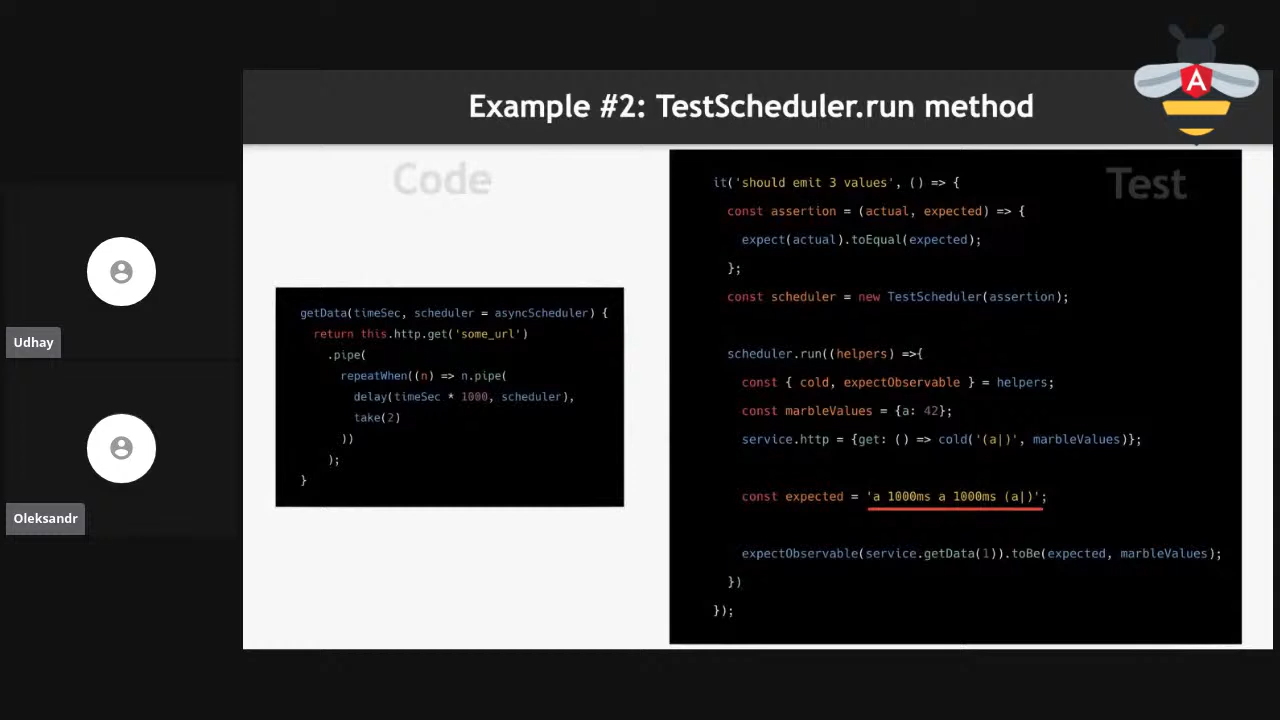 Example #2: TestScheduler.run method
A
Udhay
Oleksandr
Code
getData(timeSec, scheduler = asyncScheduler) {
return this.http.get('some_url')
.pipe(
repeatWhen((n) => n.pipe(
delay(timeSec * 1000, scheduler),
take(2)
))
);
}
Test
it('should emit 3 values', () => {
const assertion = (actual, expected) => {
expect(actual).toEqual(expected);
};
const scheduler = new TestScheduler(assertion);
scheduler.run((helpers) =>{
const { cold, expectObservable } = helpers;
const marbleValues = {a: 42};
service.http = {get: () => cold('(a|)', marbleValues)};
const expected = 'a 1000ms a 1000ms (a|)';
expectObservable(service.getData(1)).toBe(expected, marbleValues);
})
});